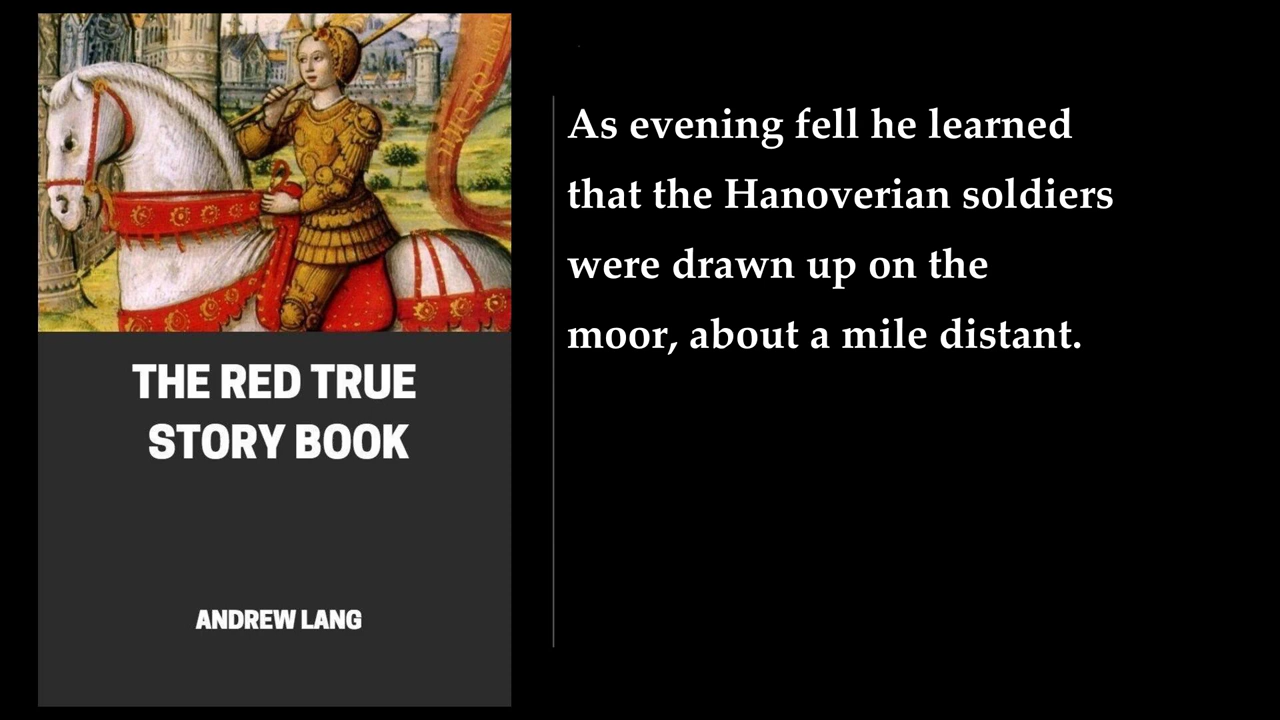 THE RED TRUE
STORY BOOK
ANDREW LANG
As evening fell he learned
that the Hanoverian soldiers
were drawn up on the
moor, about a mile distant.